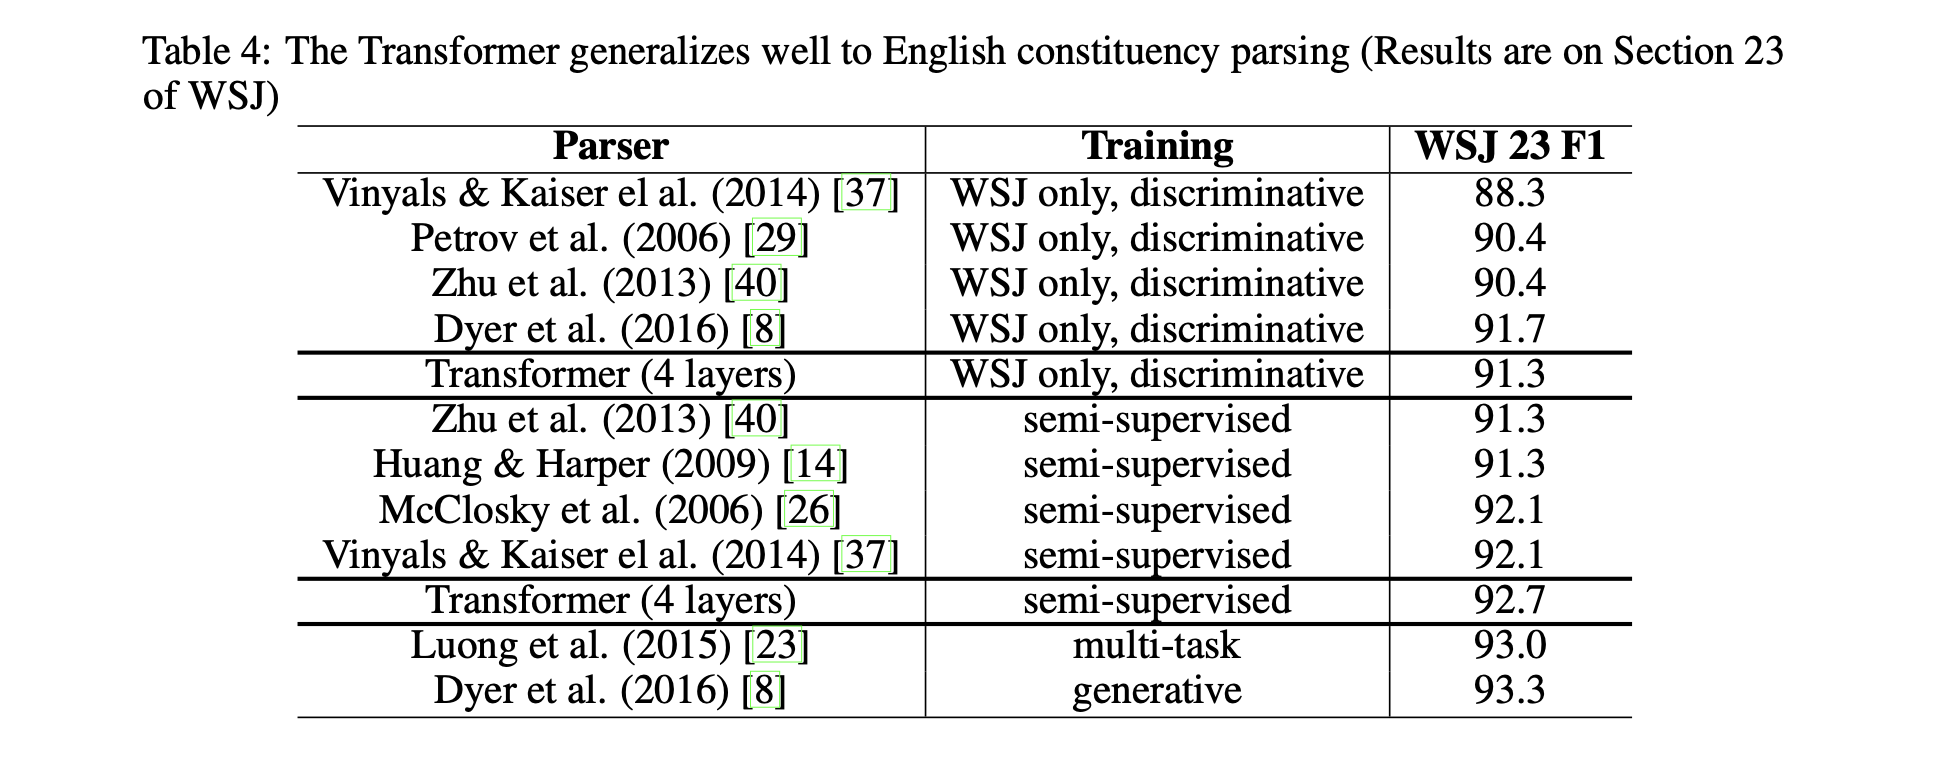 Table 4: The Transformer generalizes well to English constituency parsing (Results are on Section 23
of WSJ)
Parser Training WSJ 23 F1
Vinyals & Kaiser el al. (2014) [37] WSJ only, discriminative 88.3
Petrov et al. (2006) [29] WSJ only, discriminative 90.4
Zhu et al. (2013) [40] WSJ only, discriminative 90.4
Dyer et al. (2016) [8] WSJ only, discriminative 91.7
Transformer (4 layers) WSJ only, discriminative 91.3
Zhu et al. (2013) [40] semi-supervised 91.3
Huang & Harper (2009) [14] semi-supervised 91.3
McClosky et al. (2006) [26] semi-supervised 92.1
Vinyals & Kaiser el al. (2014) [37] semi-supervised 92.1
Transformer (4 layers) semi-supervised 92.7
Luong et al. (2015) [23] multi-task 93.0
Dyer et al. (2016) [8] generative 93.3